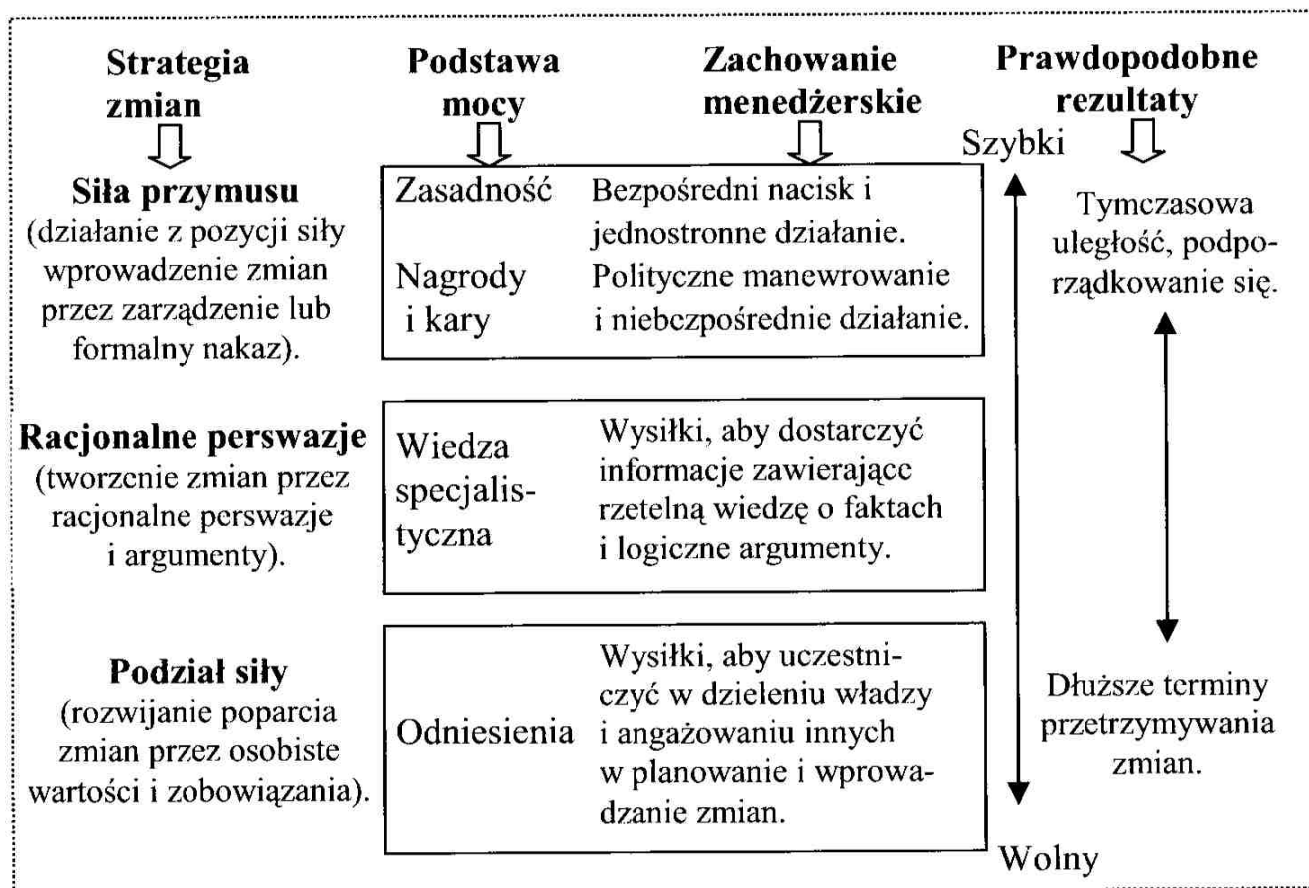 Strategia
zmian
Podstawa
mocy
Zachowanie
menedżerskie
Prawdopodobne
rezultaty
Szybki
Siła przymusu
(działanie z pozycji siły
wprowadzenie zmian
przez zarządzenie lub
formalny nakaz).
Zasadność
Nagrody
i kary
Bezpośredni nacisk i
jednostronne działanie.
Polityczne manewrowanie
i niebezpośrednie działanie.
Tymczasowa
uległość, podpo-
rządkowanie się.
Racjonalne perswazje
(tworzenie zmian przez
racjonalne perswazje
i argumenty).
Wiedza
specjalis-
tyczna
Wysiłki, aby dostarczyć
informacje zawierające
rzetelną wiedzę o faktach
i logiczne argumenty.
Podział siły
(rozwijanie poparcia
zmian przez osobiste
wartości i zobowiązania).
Odniesienia
Wysiłki, aby uczestni-
czyć w dzieleniu władzy
i angażowaniu innych
w planowanie i wprowa-
dzanie zmian.
Dłuższe terminy
przetrzymywania
zmian.
Wolny